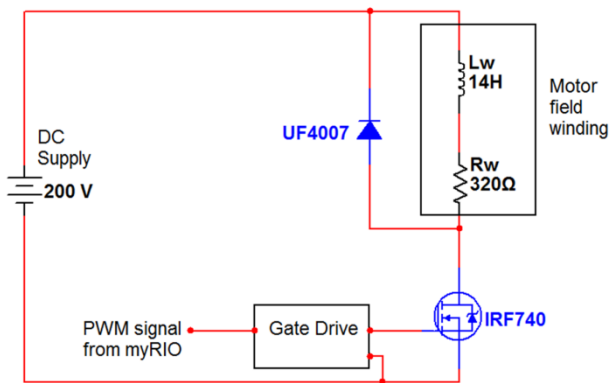 Lw
14H
Motor
field
winding
UF4007
DC
Supply
200 V
Rw
320Ω
PWM signal
from myRIO
Gate Drive
IRF740